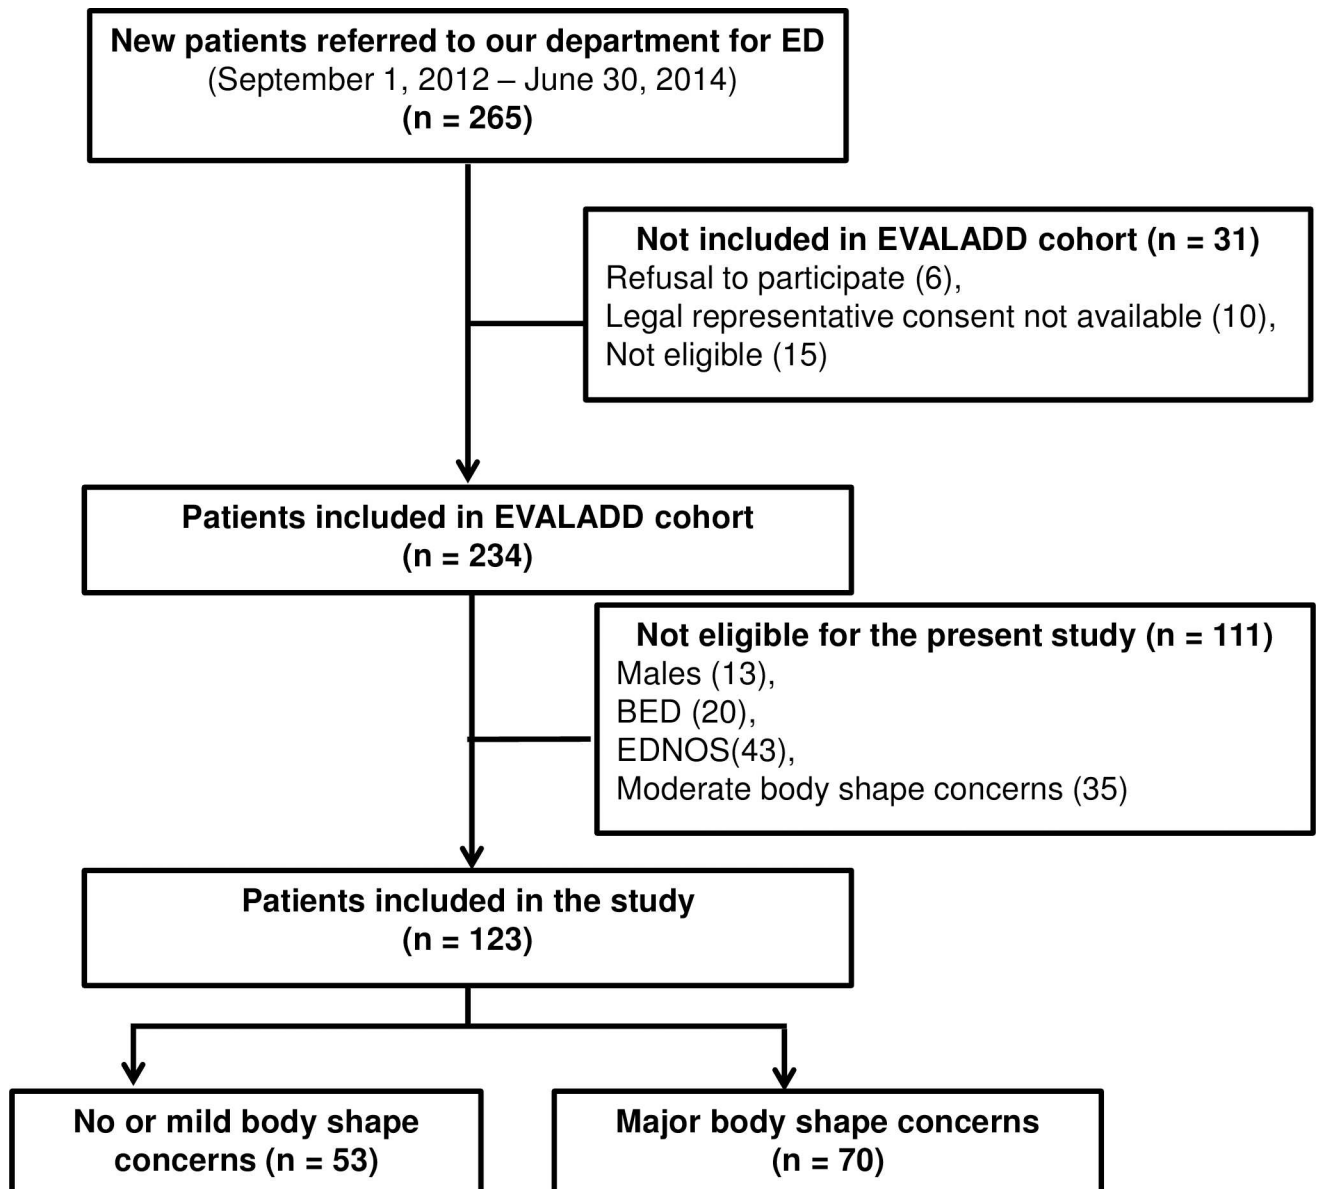 New patients referred to our department for ED
(September 1, 2012 – June 30, 2014)
(n = 265)
Not included in EVALADD cohort (n = 31)
Refusal to participate (6),
Legal representative consent not available (10),
Not eligible (15)
Patients included in EVALADD cohort
(n = 234)
Not eligible for the present study (n = 111)
Males (13),
BED (20),
EDNOS(43),
Moderate body shape concerns (35)
Patients included in the study
(n = 123)
No or mild body shape
concerns (n = 53)
Major body shape concerns
(n = 70)